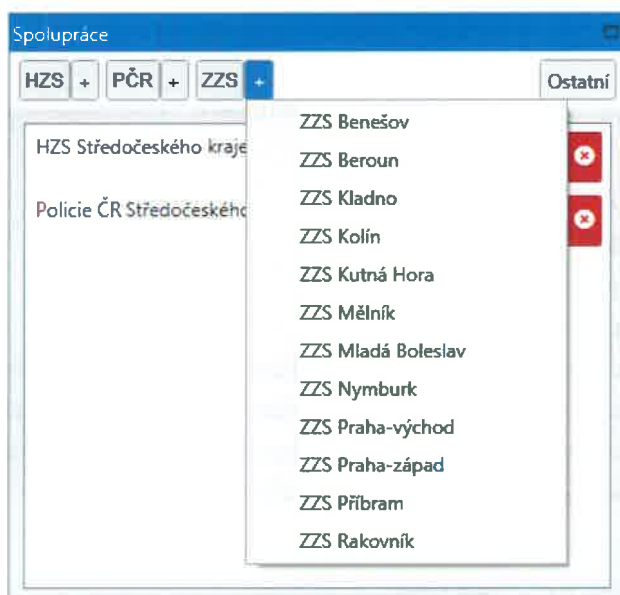 Spolupráce
HZS + PČR + ZZS + Ostatní
ZZS Benešov
HZS Středočeského kraje
ZZS Beroun
ZZS Kladno
Policie ČR Středočeského
ZZS Kolín
ZZS Kutná Hora
ZZS Mělník
ZZS Mladá Boleslav
ZZS Nymburk
ZZS Praha-východ
ZZS Praha-západ
ZZS Příbram
ZZS Rakovník